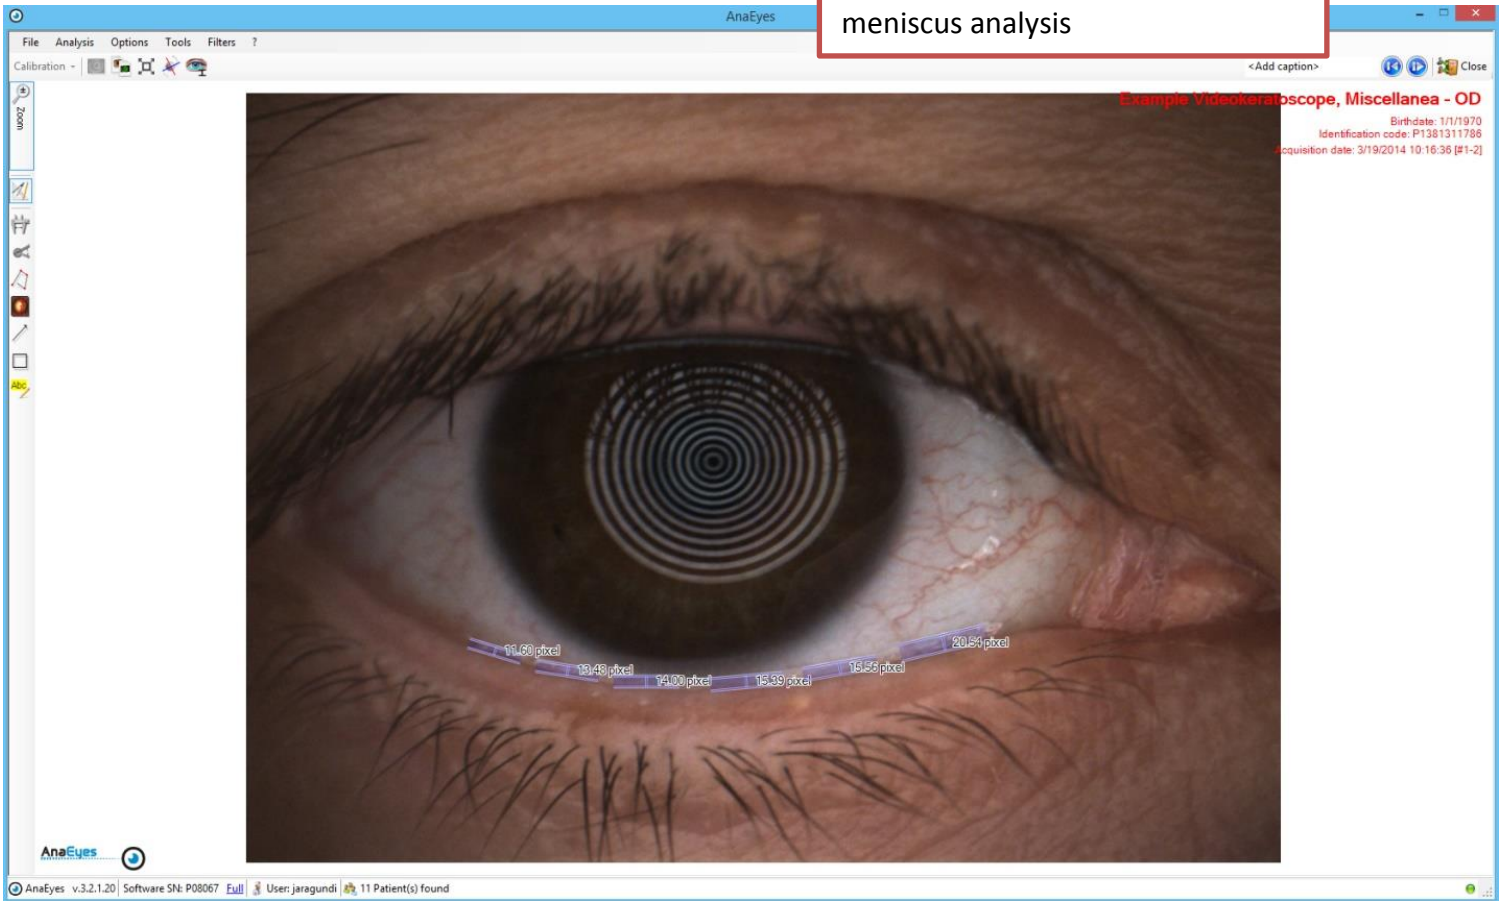 AnaEyes
meniscus analysis
File Analysis Options Tools Filters ?
Calibration
<Add caption>
Close
Zoom
Example Videokeratoscope, Miscellanea - OD
Birthdate: 1/1/1970
Identification code: P1381311786
Acquisition date: 3/19/2014 10:16:36 [#1-2]
Abc
11.60 pixel
13.48 pixel
14.00 pixel
15.39 pixel
15.56 pixel
20.54 pixel
AnaEyes
AnaEyes v.3.2.1.20 Software SN: P08067 Full User: jaragundi 11 Patient(s) found